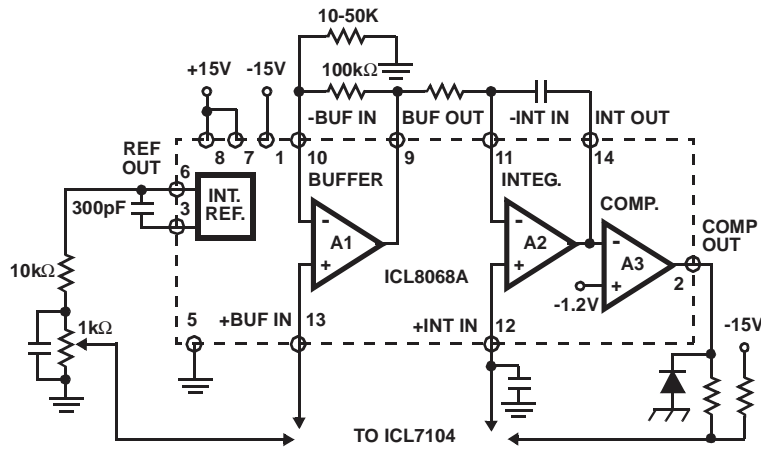 10-50K
+15V
-15V
100kΩ
-BUF IN
BUF OUT
-INT IN
INT OUT
8
7
1
10
9
11
14
REF
OUT
6
3
INT.
REF.
300pF
BUFFER
INTEG.
COMP.
COMP
OUT
-
A1
+
-
A2
+
-
A3
+
ICL8068A
-1.2V
2
10kΩ
1kΩ
5
+BUF IN
13
+INT IN
12
-15V
TO ICL7104